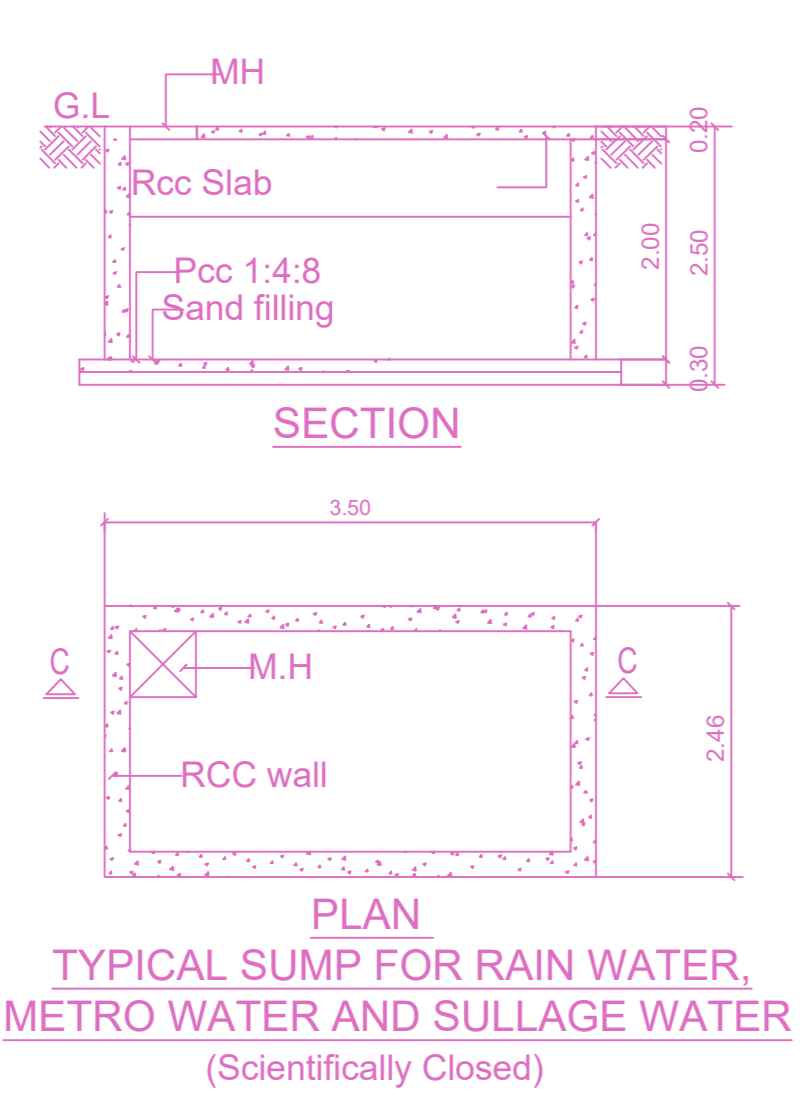 MH
G.L
0.20
Rcc Slab
2.00
2.50
Pcc 1:4:8
Sand filling
0.30
SECTION
3.50
C
M.H
C
2.46
RCC wall
PLAN
TYPICAL SUMP FOR RAIN WATER,
METRO WATER AND SULLAGE WATER
(Scientifically Closed)